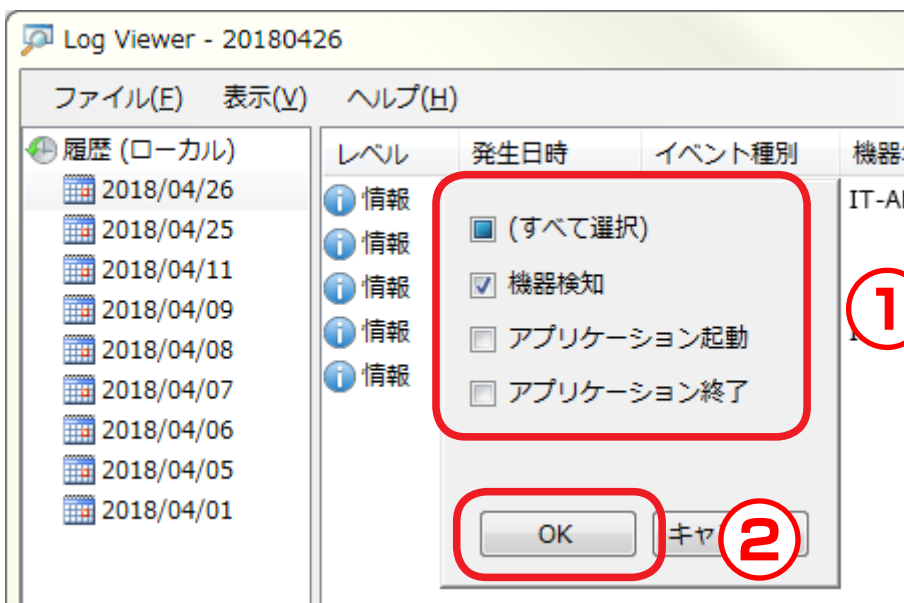 Log Viewer - 20180426
ファイル(F) 表示(V) ヘルプ(H)
履歴 (ローカル)
2018/04/26
2018/04/25
2018/04/11
2018/04/09
2018/04/08
2018/04/07
2018/04/06
2018/04/05
2018/04/01
レベル 発生日時 イベント種別 機器
情報
情報
情報
情報
情報
IT-A
(すべて選択)
機器検知
アプリケーション起動
アプリケーション終了
①
OK キャ
②